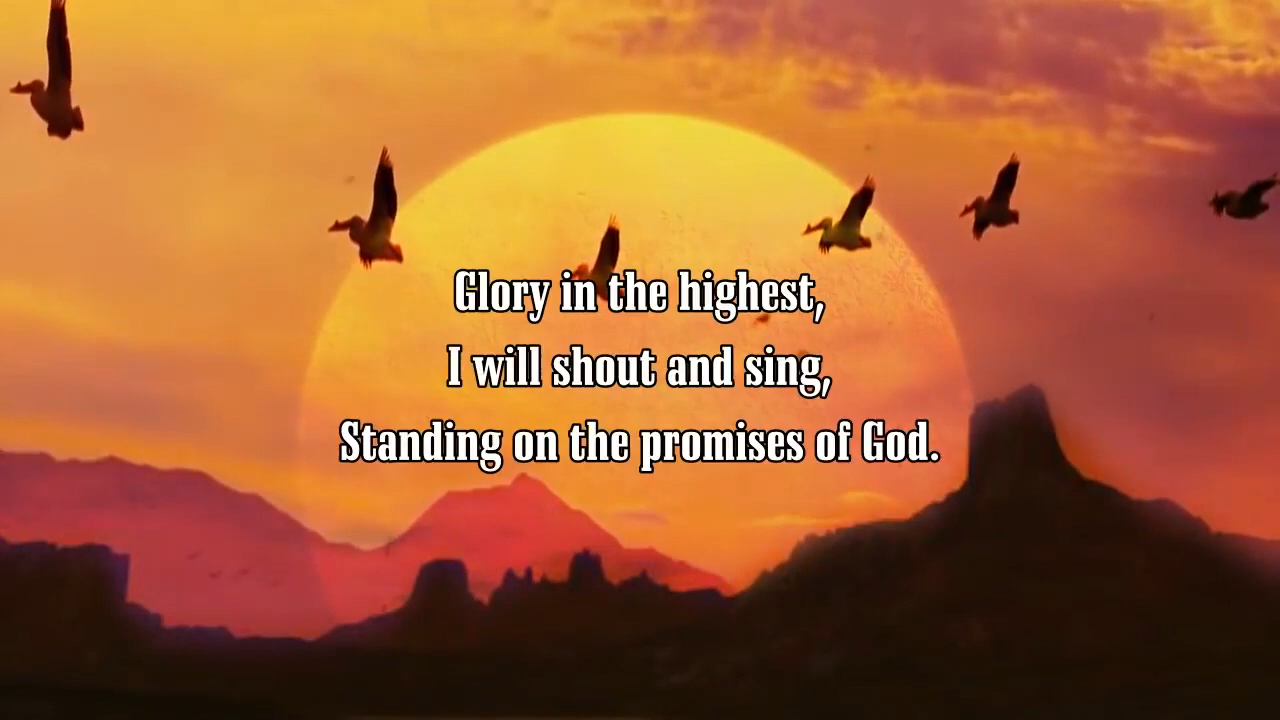 Glory in the highest,
I will shout and sing,
Standing on the promises of God.